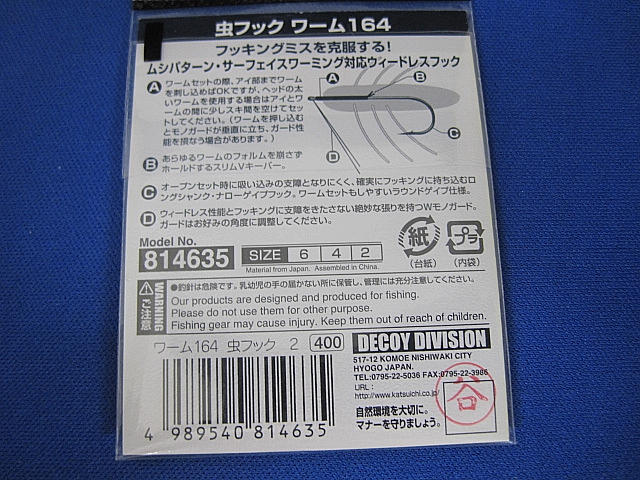 虫フック ワーム164
フッキングミスを克服する!
ムシパターン・サーフェイスワーミング対応ウィードレスフック
A ワームセットの際、アイ部までワーム
を刺し込めばOKですが、ヘッドの太
いワームを使用する場合はアイとワ
ームの間に少しスキ間を空けてセッ
トしてください。(ワームを押し込む
とモノガードが垂直に立ち、ガード性
能を損なう場合があります。)
A
B
C
D
B あらゆるワームのフォルムを崩さず
ホールドするスリムVキーパー。
C オープンセット時に吸い込みの支障となりにくく、確実にフッキングに持ち込むロ
ングシャンク・ナローゲイプフック。ワームセットもしやすいラウンドゲイプ仕様。
D ウィードレス性能とフッキングに支障をきたさない絶妙な張りを持つWモノガード。
ガードはお好みの角度に調整してください。
Model No.
814635
SIZE 6 4 2
Material from Japan. Assembled in China.
紙
(台紙)
プラ
(内袋)
WARNING
ご注意
●釣針は危険です。乳幼児の手の届かない所に保管し、管理には充分注意してください。
Our products are designed and produced for fishing.
Please do not use them for other purpose.
Fishing gear may cause injury. Keep them out of reach of children.
ワーム164 虫フック 2 400
4 989540 814635
DECOY DIVISION
517-12 KOMOE NISHIWAKI CITY
HYOGO JAPAN.
TEL:0795-22-5036 FAX:0795-22-3986
URL:
http://www.katsuichi.co.jp/
自然環境を大切に。
マナーを守りましょう。
谷